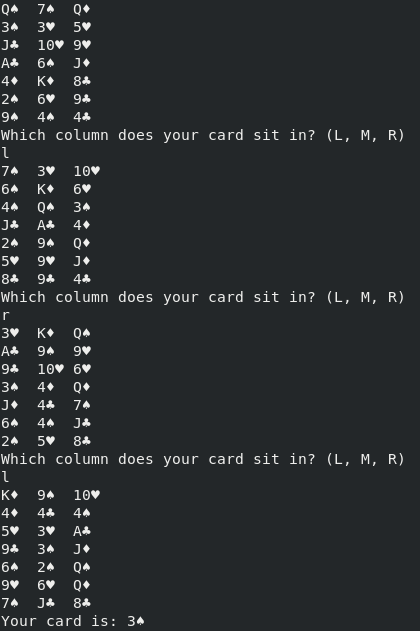 Q♠  7♠  Q♦
3♠  3♥  5♥
J♣  10♥ 9♥
A♣  6♠  J♦
4♦  K♦  8♣
2♠  6♥  9♣
9♠  4♠  4♣
Which column does your card sit in? (L, M, R)
l
7♠  3♥  10♥
6♠  K♦  6♥
4♠  Q♠  3♠
J♣  A♣  4♦
2♠  9♠  Q♦
5♥  9♥  J♦
8♣  9♣  4♣
Which column does your card sit in? (L, M, R)
r
3♥  K♦  Q♠
A♣  9♠  9♥
9♣  10♥ 6♥
3♠  4♦  Q♦
J♦  4♣  7♠
6♠  4♠  J♣
2♠  5♥  8♣
Which column does your card sit in? (L, M, R)
l
K♦  9♠  10♥
4♦  4♣  4♠
5♥  3♥  A♣
9♣  3♠  J♦
6♠  2♠  Q♠
9♥  6♥  Q♦
7♠  J♣  8♣
Your card is: 3♠